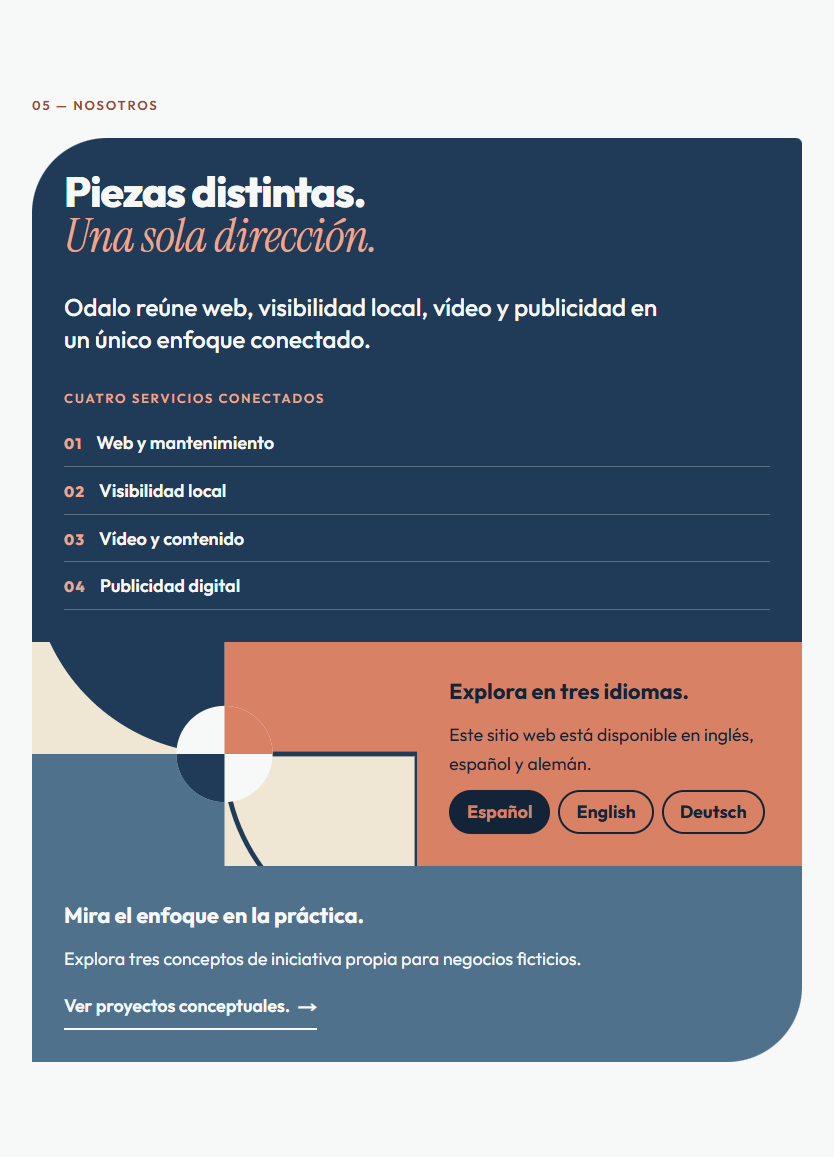 05 — NOSOTROS
Piezas distintas.
Una sola dirección.
Odalo reúne web, visibilidad local, vídeo y publicidad en
un único enfoque conectado.
CUATRO SERVICIOS CONECTADOS
01 Web y mantenimiento
02 Visibilidad local
03 Vídeo y contenido
04 Publicidad digital
Explora en tres idiomas.
Este sitio web está disponible en inglés,
español y alemán.
Español English Deutsch
Mira el enfoque en la práctica.
Explora tres conceptos de iniciativa propia para negocios ficticios.
Ver proyectos conceptuales. →